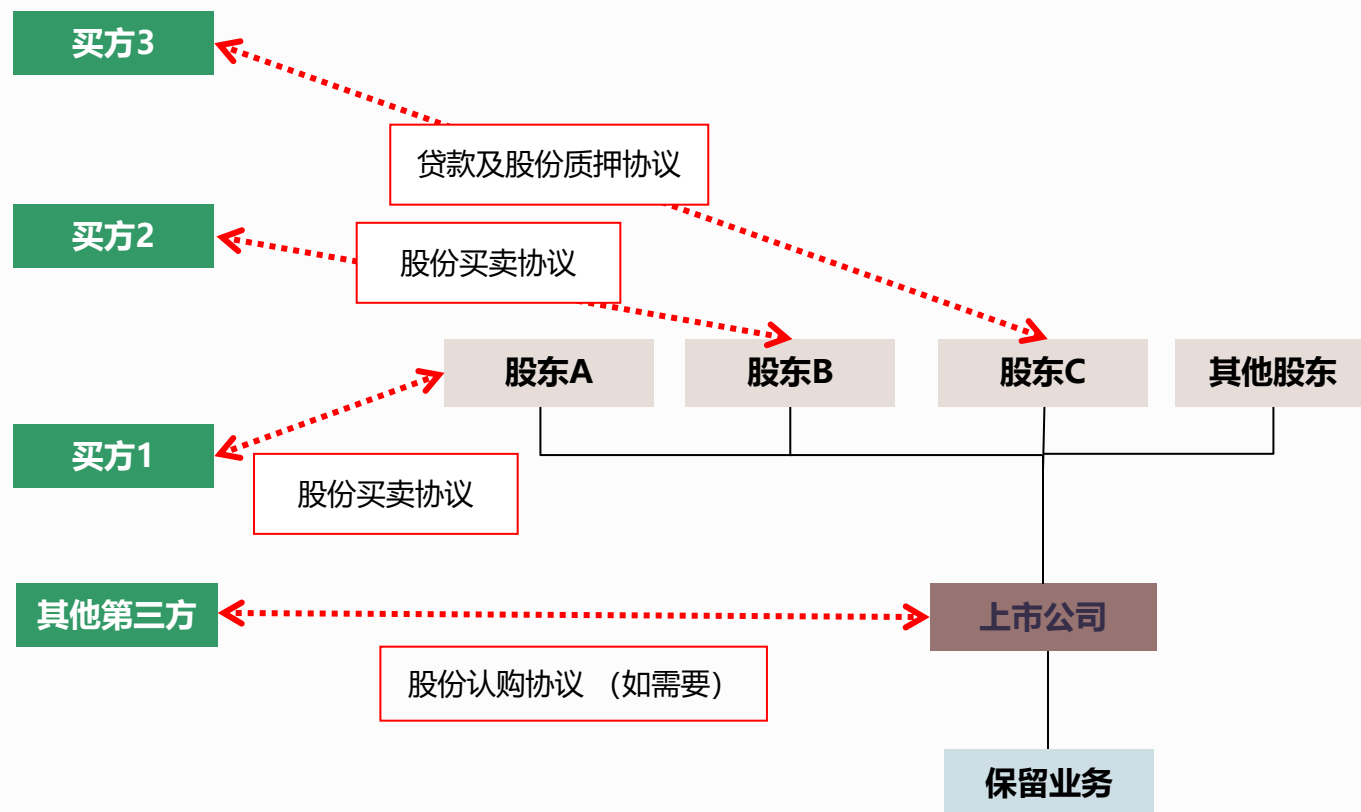 买方3
贷款及股份质押协议
买方2
股份买卖协议
股东A
股东B
股东C
其他股东
买方1
股份买卖协议
其他第三方
上市公司
股份认购协议 （如需要）
保留业务